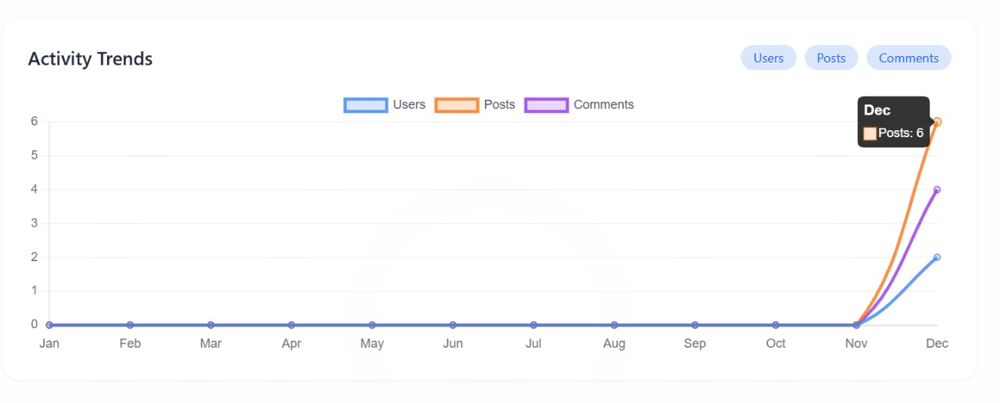 Activity Trends
Users Posts Comments
Users Posts Comments
Dec
Posts: 6
6
5
4
3
2
1
0
Jan Feb Mar Apr May Jun Jul Aug Sep Oct Nov Dec